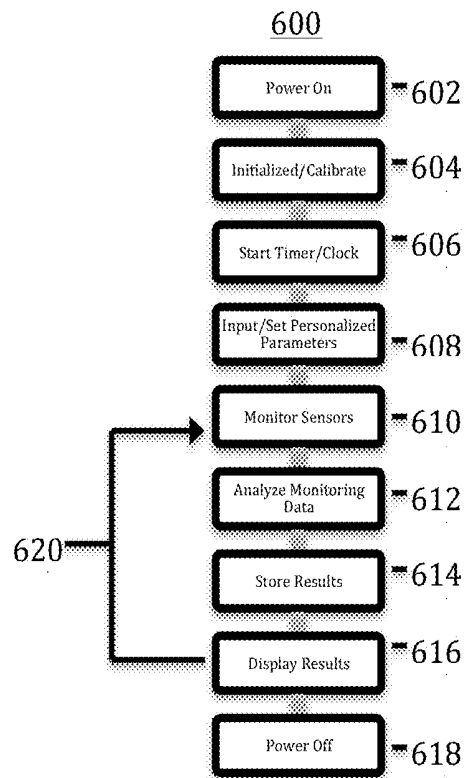 600
Power On
602
Initialized/Calibrate
604
Start Timer/Clock
606
Input/Set Personalized
Parameters
608
Monitor Sensors
610
Analyze Monitoring
Data
612
620
Store Results
614
Display Results
616
Power Off
618